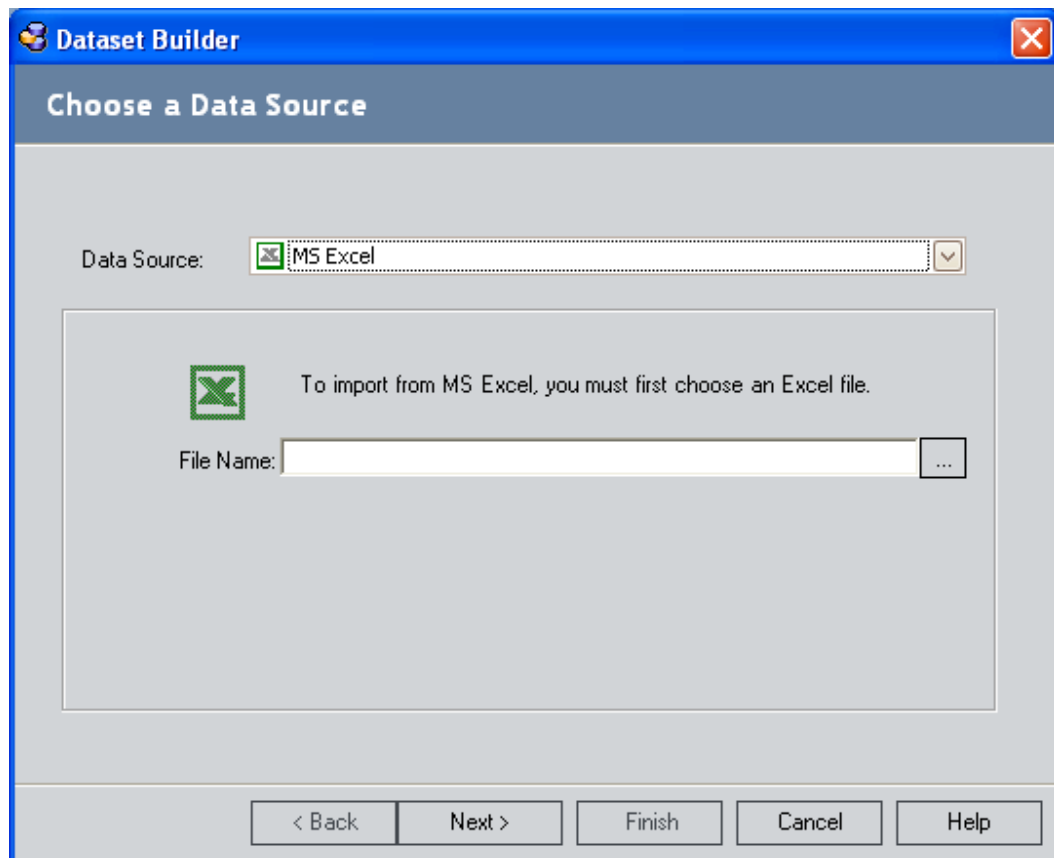 Dataset Builder
Choose a Data Source
Data Source: MS Excel
To import from MS Excel, you must first choose an Excel file.
File Name: ...
< Back Next > Finish Cancel Help